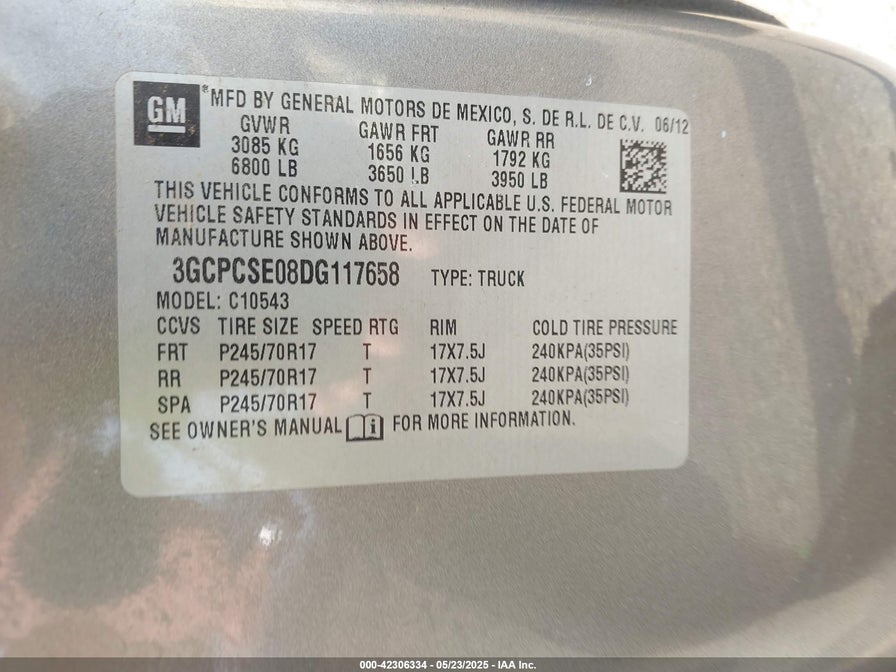 GM ® MFD BY GENERAL MOTORS DE MEXICO, S. DE R.L. DE C.V. 06/12
GVWR GAWR FRT GAWR RR
3085 KG 1656 KG 1792 KG
6800 LB 3650 LB 3950 LB
THIS VEHICLE CONFORMS TO ALL APPLICABLE U.S. FEDERAL MOTOR
VEHICLE SAFETY STANDARDS IN EFFECT ON THE DATE OF
MANUFACTURE SHOWN ABOVE.
3GCPCSE08DG117658 TYPE: TRUCK
MODEL: C10543
CCVS TIRE SIZE SPEED RTG RIM COLD TIRE PRESSURE
FRT P245/70R17 T 17X7.5J 240KPA(35PSI)
RR P245/70R17 T 17X7.5J 240KPA(35PSI)
SPA P245/70R17 T 17X7.5J 240KPA(35PSI)
SEE OWNER'S MANUAL i FOR MORE INFORMATION.
000-42306334 - 05/23/2025 - IAA Inc.